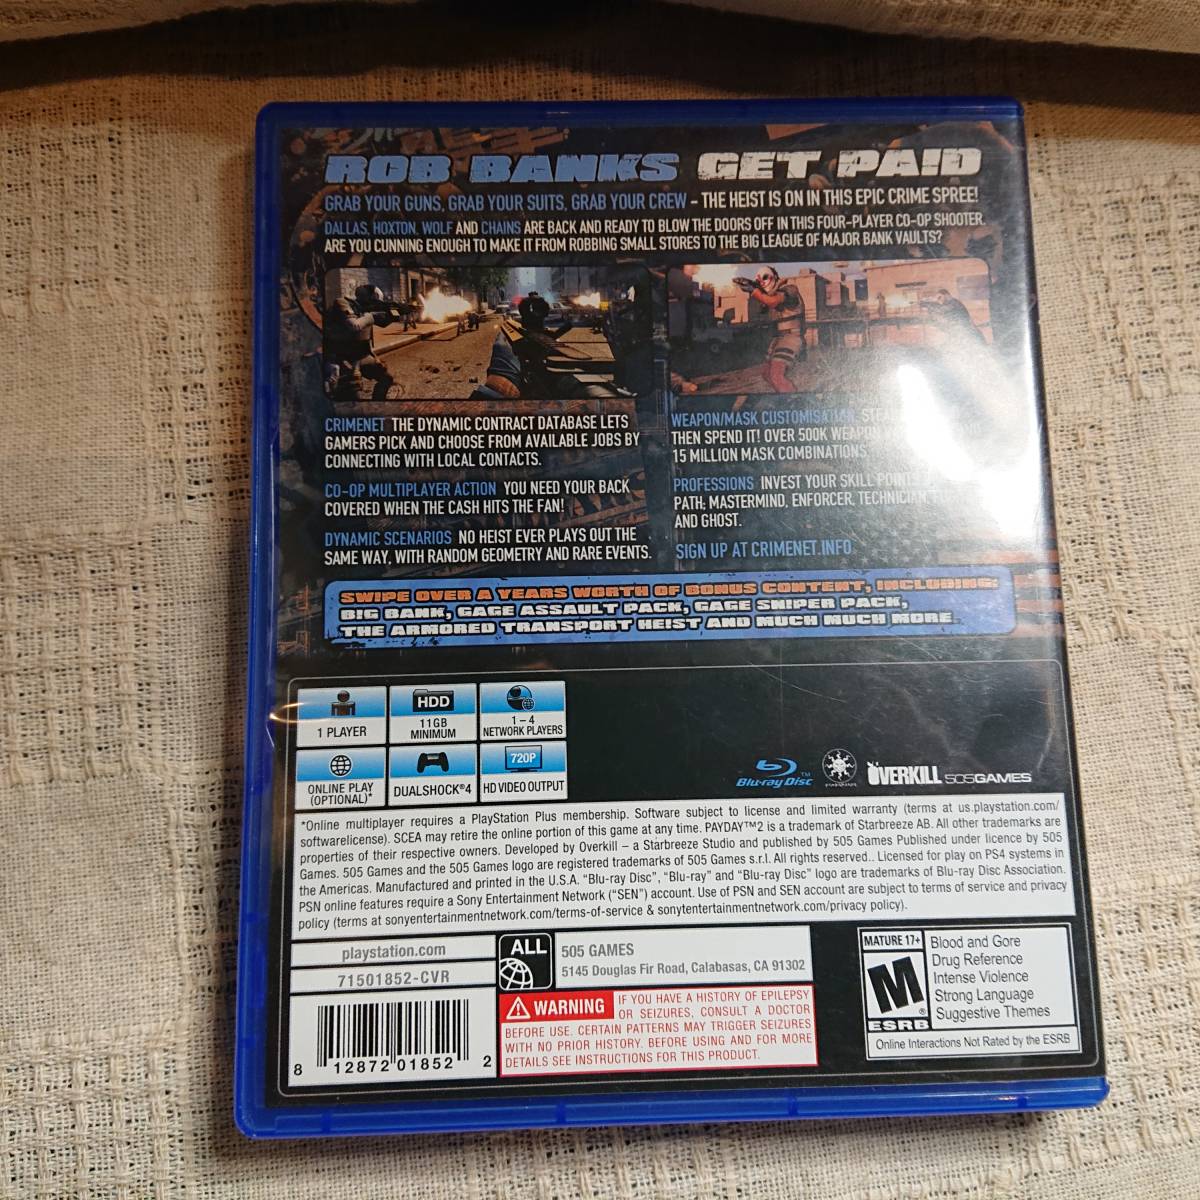 ROB BANKS GET PAID
GRAB YOUR GUNS, GRAB YOUR SUITS, GRAB YOUR CREW – THE HEIST IS ON IN THIS EPIC CRIME SPREE!
DALLAS, HOXTON, WOLF AND CHAINS ARE BACK AND READY TO BLOW THE DOORS OFF IN THIS FOUR-PLAYER CO-OP SHOOTER.
ARE YOU CUNNING ENOUGH TO MAKE IT FROM ROBBING SMALL STORES TO THE BIG LEAGUE OF MAJOR BANK VAULTS?
CRIMENET THE DYNAMIC CONTRACT DATABASE LETS
GAMERS PICK AND CHOOSE FROM AVAILABLE JOBS BY
CONNECTING WITH LOCAL CONTACTS.
CO-OP MULTIPLAYER ACTION YOU NEED YOUR BACK
COVERED WHEN THE CASH HITS THE FAN!
DYNAMIC SCENARIOS NO HEIST EVER PLAYS OUT THE
SAME WAY, WITH RANDOM GEOMETRY AND RARE EVENTS.
WEAPON/MASK CUSTOMISATION
THEN SPEND IT! OVER 500K WEAPON
15 MILLION MASK COMBINATIONS.
PROFESSIONS INVEST YOUR SKILL POINTS
PATH; MASTERMIND, ENFORCER, TECHNICIAN,
AND GHOST.
SIGN UP AT CRIMENET.INFO
SWIPE OVER A YEARS WORTH OF BONUS CONTENT, INCLUDING:
BIG BANK, GAGE ASSAULT PACK, GAGE SNIPER PACK,
THE ARMORED TRANSPORT HEIST AND MUCH MUCH MORE.
1 PLAYER
HDD
11GB
MINIMUM
1 – 4
NETWORK PLAYERS
ONLINE PLAY
(OPTIONAL)*
DUALSHOCK®4
720P
HD VIDEO OUTPUT
Blu-ray Disc™
STARBREEZE
OVERKILL
505GAMES
*Online multiplayer requires a PlayStation Plus membership. Software subject to license and limited warranty (terms at us.playstation.com/
softwarelicense). SCEA may retire the online portion of this game at any time. PAYDAY™2 is a trademark of Starbreeze AB. All other trademarks are
properties of their respective owners. Developed by Overkill – a Starbreeze Studio and published by 505 Games Published under licence by 505
Games. 505 Games and the 505 Games logo are registered trademarks of 505 Games s.r.l. All rights reserved.. Licensed for play on PS4 systems in
the Americas. Manufactured and printed in the U.S.A. “Blu-ray Disc”, “Blu-ray” and “Blu-ray Disc” logo are trademarks of Blu-ray Disc Association.
PSN online features require a Sony Entertainment Network (“SEN”) account. Use of PSN and SEN account are subject to terms of service and privacy
policy (terms at sonyentertainmentnetwork.com/terms-of-service & sonytentertainmentnetwork.com/privacy policy).
playstation.com
71501852-CVR
ALL
505 GAMES
5145 Douglas Fir Road, Calabasas, CA 91302
WARNING IF YOU HAVE A HISTORY OF EPILEPSY
OR SEIZURES, CONSULT A DOCTOR
BEFORE USE. CERTAIN PATTERNS MAY TRIGGER SEIZURES
WITH NO PRIOR HISTORY. BEFORE USING AND FOR MORE
DETAILS SEE INSTRUCTIONS FOR THIS PRODUCT.
8 12872 01852 2
MATURE 17+
M
ESRB
Blood and Gore
Drug Reference
Intense Violence
Strong Language
Suggestive Themes
Online Interactions Not Rated by the ESRB